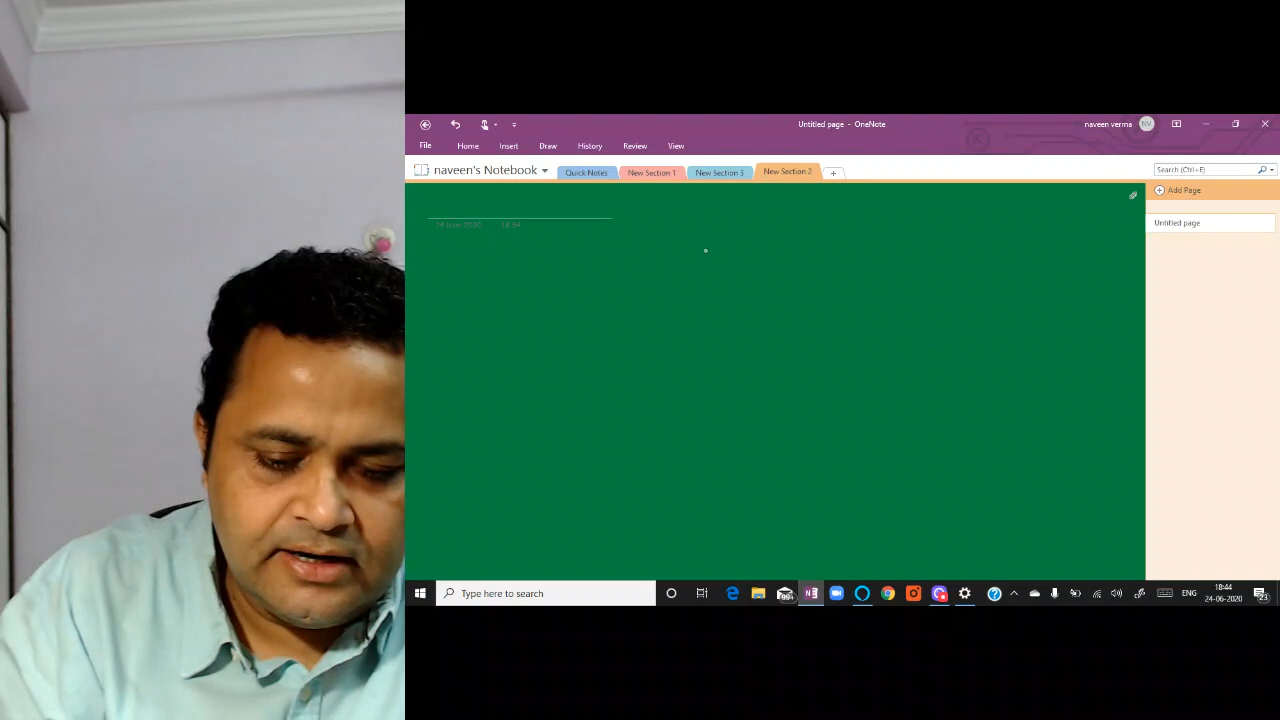 Untitled page - OneNote
naveen verma NV
File Home Insert Draw History Review View
naveen's Notebook Quick Notes New Section 1 New Section 3 New Section 2 +
Search (Ctrl+E)
Add Page
Untitled page
2020
Type here to search
ENG
18:44
24-06-2020